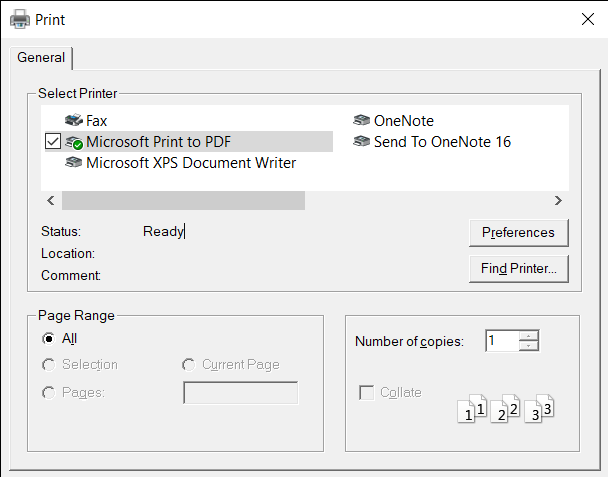 Print
General
Select Printer
Fax
OneNote
Microsoft Print to PDF
Send To OneNote 16
Microsoft XPS Document Writer
Status: Ready
Preferences
Location:
Comment:
Find Printer...
Page Range
All
Selection
Current Page
Pages:
Number of copies: 1
Collate
1 1 2 2 3 3